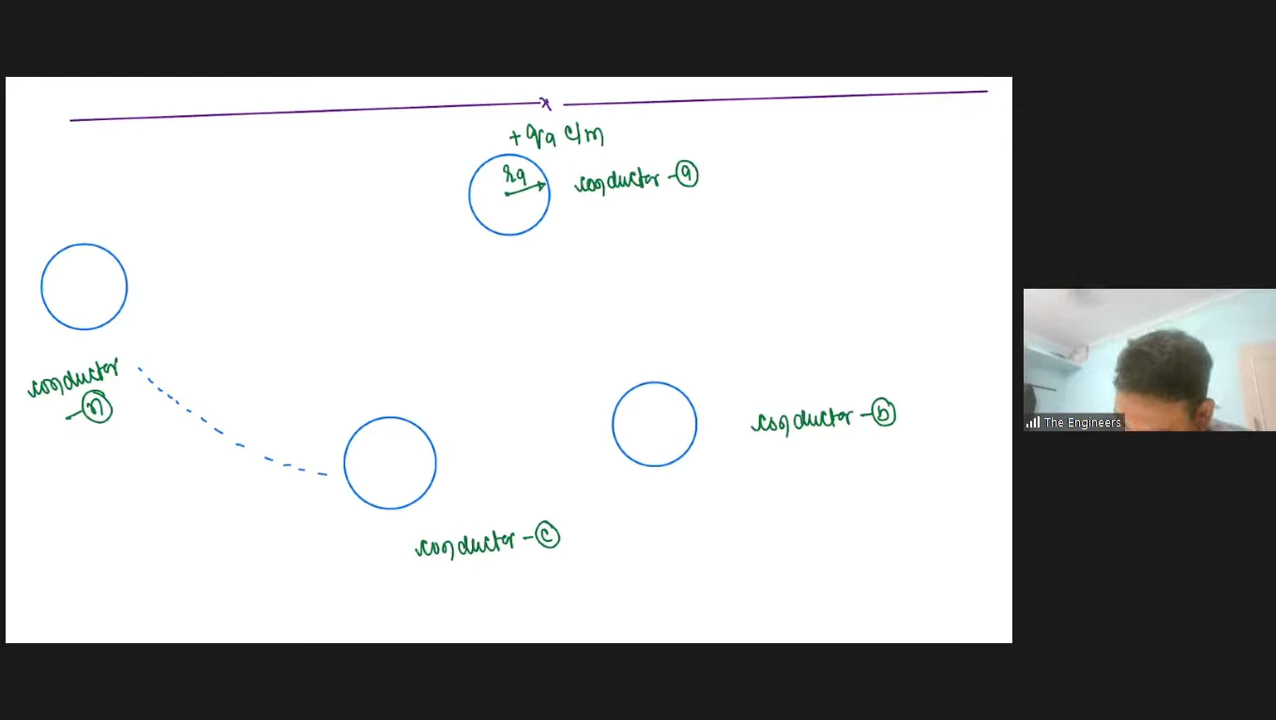 x
+qa c/m
ra
conductor - a
conductor
- n
conductor - b
conductor - c
The Engineers